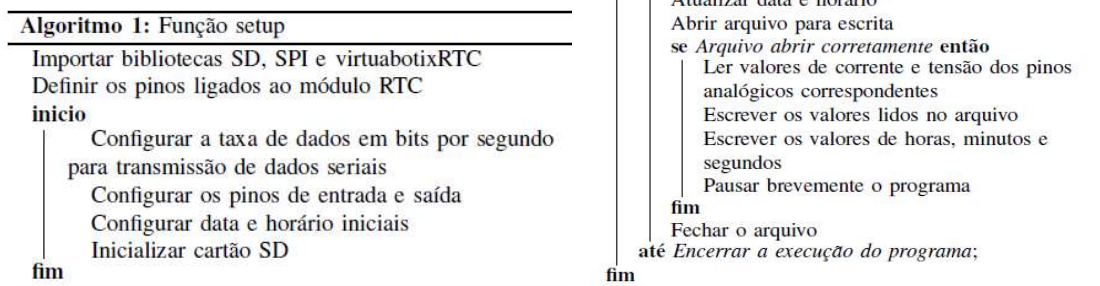 Algoritmo 1: Função setup
Importar bibliotecas SD, SPI e virtuabotixRTC
Definir os pinos ligados ao módulo RTC
inicio
Configurar a taxa de dados em bits por segundo
para transmissão de dados seriais
Configurar os pinos de entrada e saída
Configurar data e horário iniciais
Inicializar cartão SD
fim
Atualizar data e horário
Abrir arquivo para escrita
se Arquivo abrir corretamente então
Ler valores de corrente e tensão dos pinos
analógicos correspondentes
Escrever os valores lidos no arquivo
Escrever os valores de horas, minutos e
segundos
Pausar brevemente o programa
fim
Fechar o arquivo
até Encerrar a execução do programa;
fim